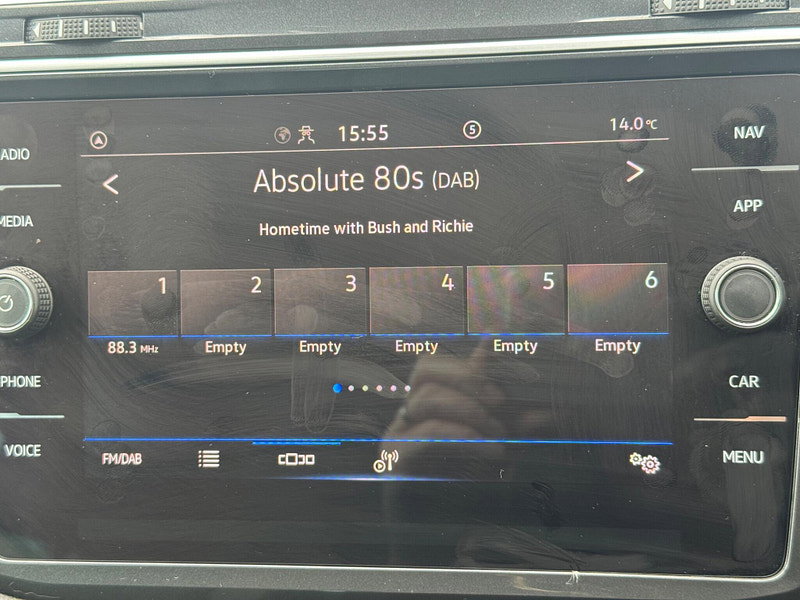 15:55
5
14.0°C
NAV
ADIO
Absolute 80s (DAB)
APP
MEDIA
Hometime with Bush and Richie
1 2 3 4 5 6
88.3 MHz Empty Empty Empty Empty Empty
PHONE
CAR
VOICE
FM/DAB
MENU